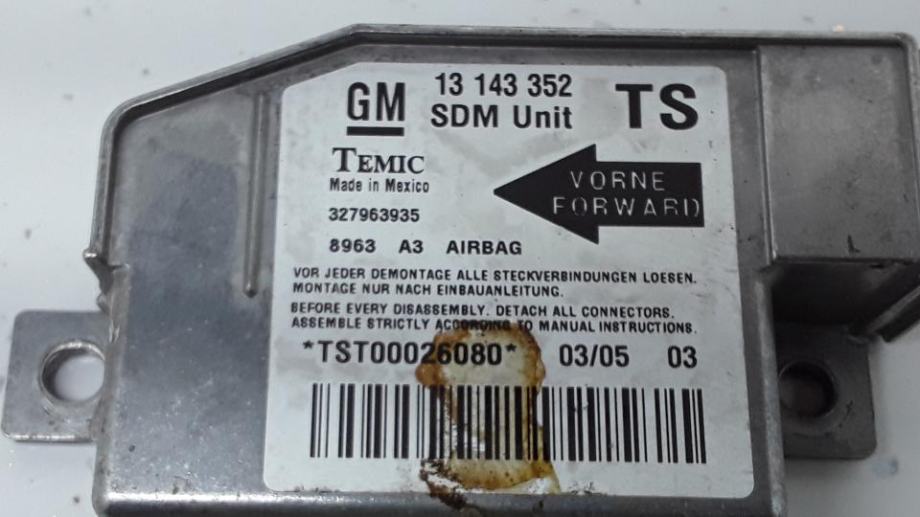 GM 13 143 352 TS
SDM Unit
TEMIC
Made in Mexico
VORNE
FORWARD
327963935
8963 A3 AIRBAG
VOR JEDER DEMONTAGE ALLE STECKVERBINDUNGEN LOESEN.
MONTAGE NUR NACH EINBAUANLEITUNG.
BEFORE EVERY DISASSEMBLY. DETACH ALL CONNECTORS.
ASSEMBLE STRICTLY ACCORDING TO MANUAL INSTRUCTIONS.
*TST00026080* 03/05 03